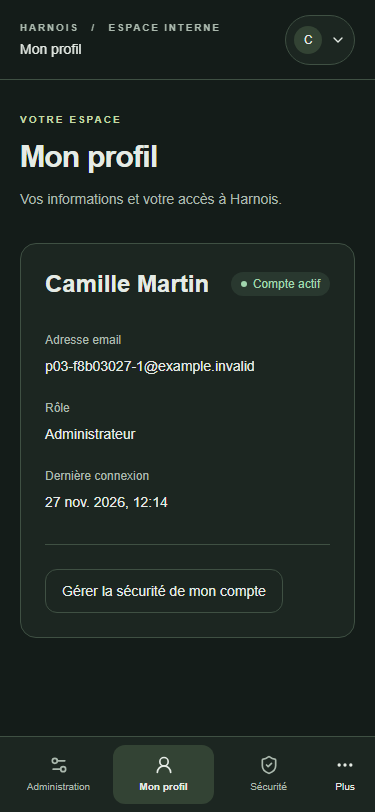 HARNOIS / ESPACE INTERNE
Mon profil
C
VOTRE ESPACE
Mon profil
Vos informations et votre accès à Harnois.
Camille Martin
Compte actif
Adresse email
p03-f8b03027-1@example.invalid
Rôle
Administrateur
Dernière connexion
27 nov. 2026, 12:14
Gérer la sécurité de mon compte
Administration
Mon profil
Sécurité
Plus